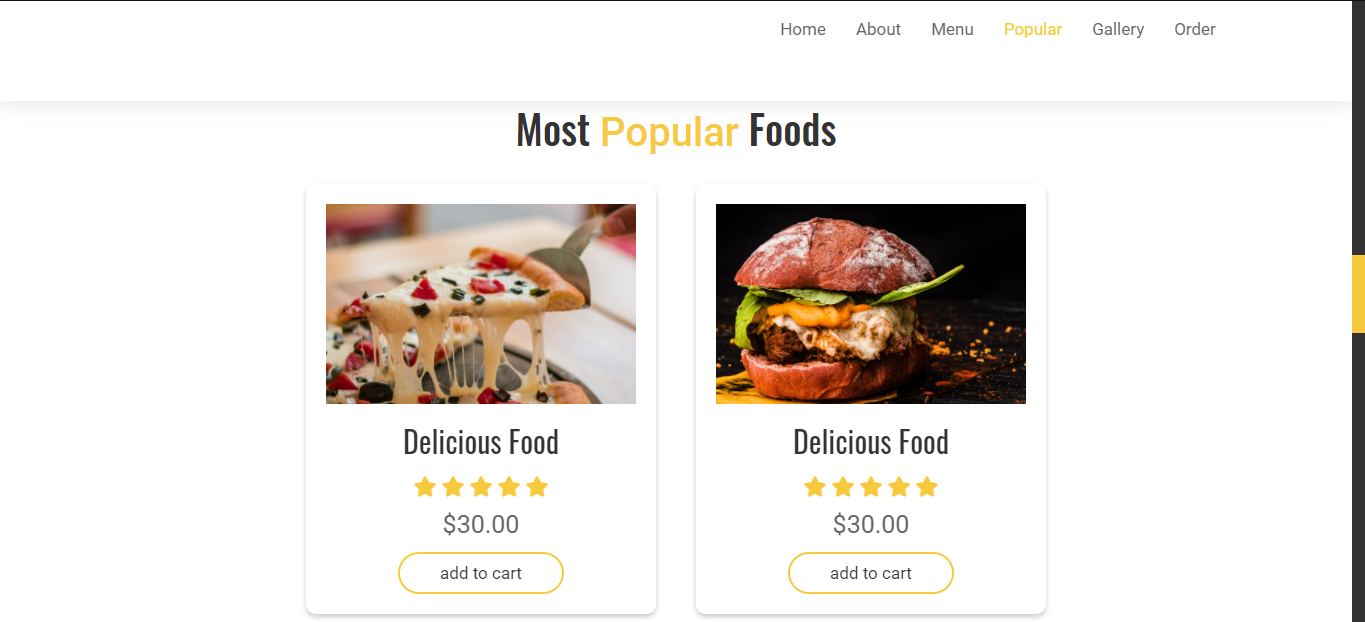 Home About Menu Popular Gallery Order
Most Popular Foods
Delicious Food
$30.00
add to cart
Delicious Food
$30.00
add to cart